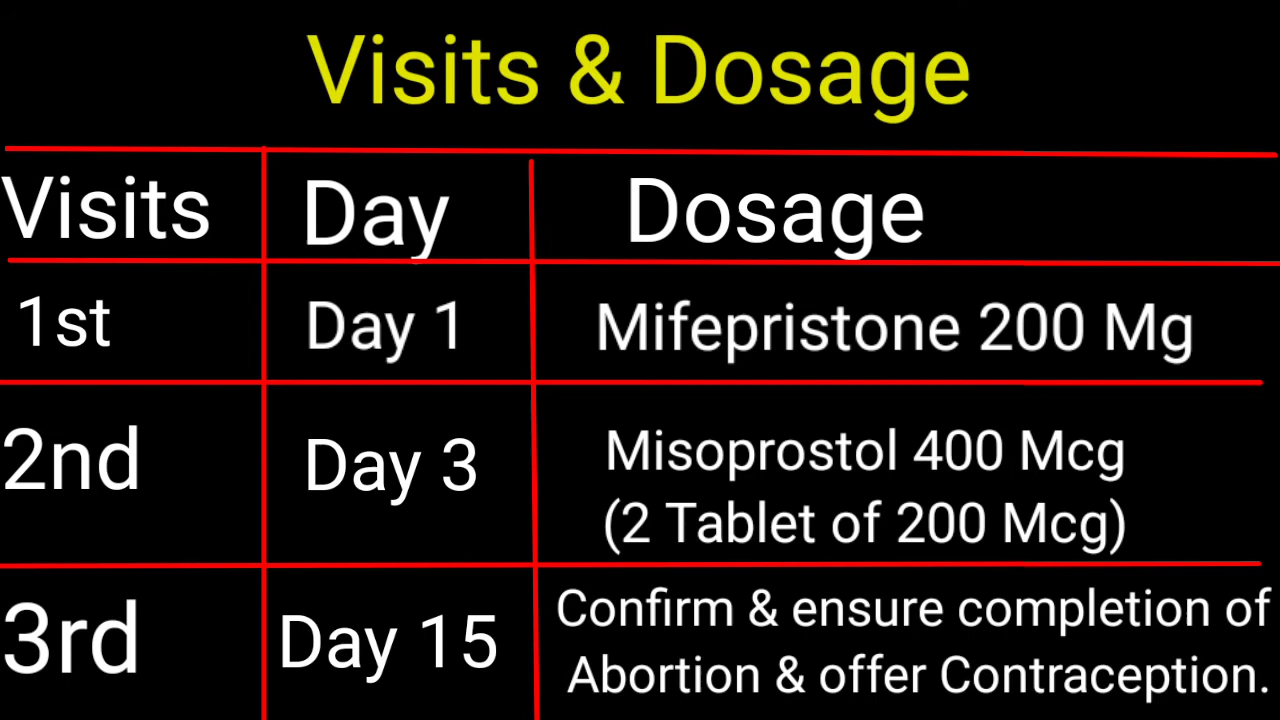 Visits & Dosage
Visits Day Dosage
1st Day 1 Mifepristone 200 Mg
2nd Day 3 Misoprostol 400 Mcg
(2 Tablet of 200 Mcg)
3rd Day 15 Confirm & ensure completion of
Abortion & offer Contraception.